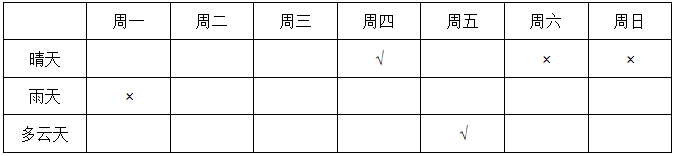 周一 周二 周三 周四 周五 周六 周日
晴天 √ × ×
雨天 ×
多云天 √